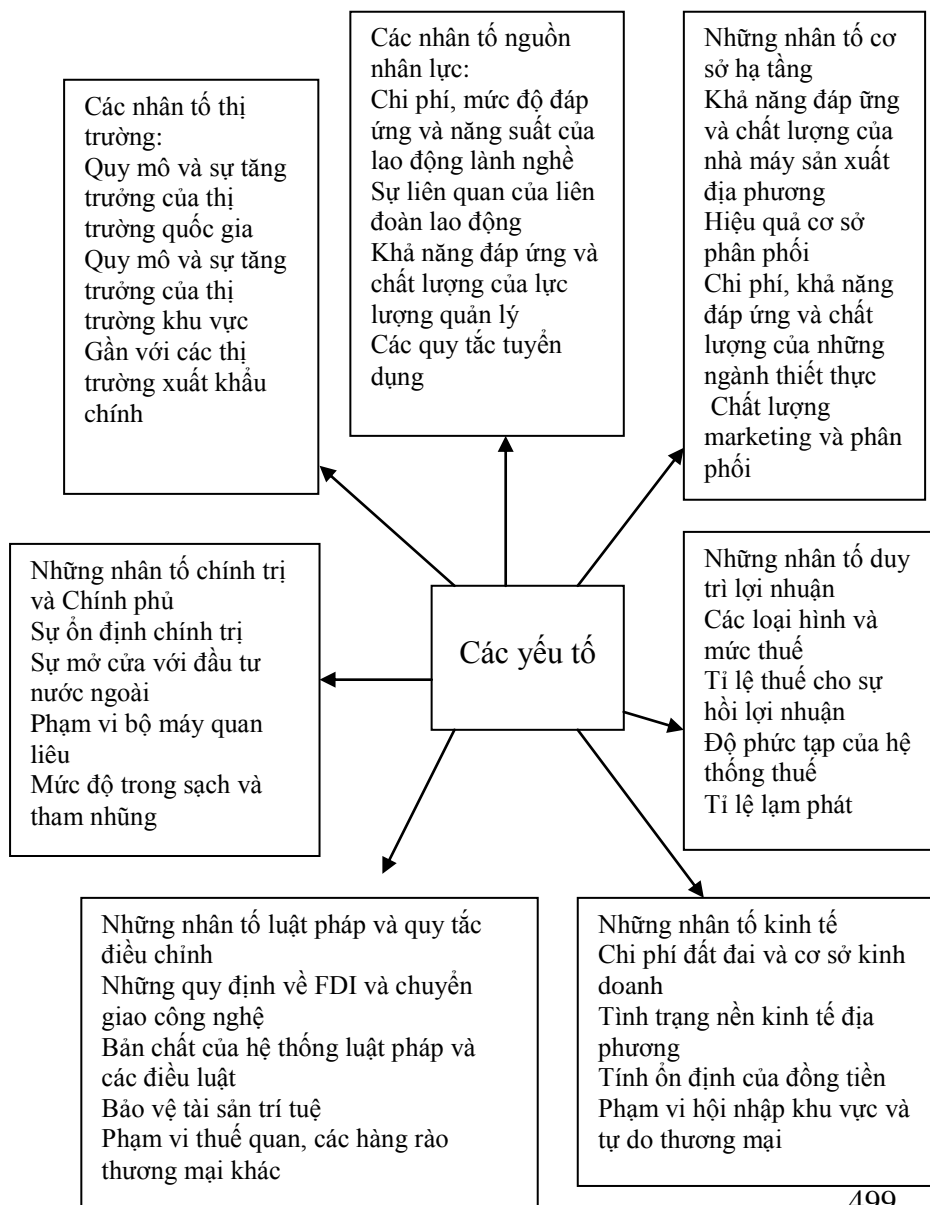 Các nhân tố thị
trường:
Quy mô và sự tăng
trưởng của thị
trường quốc gia
Quy mô và sự tăng
trưởng của thị
trường khu vực
Gần với các thị
trường xuất khẩu
chính
Các nhân tố nguồn
nhân lực:
Chi phí, mức độ đáp
ứng và năng suất của
lao động lành nghề
Sự liên quan của liên
đoàn lao động
Khả năng đáp ứng và
chất lượng của lực
lượng quản lý
Các quy tắc tuyển
dụng
Những nhân tố cơ
sở hạ tầng
Khả năng đáp ững
và chất lượng của
nhà máy sản xuất
địa phương
Hiệu quả cơ sở
phân phối
Chi phí, khả năng
đáp ứng và chất
lượng của những
ngành thiết thực
Chất lượng
marketing và phân
phối
Những nhân tố chính trị
và Chính phủ
Sự ổn định chính trị
Sự mở cửa với đầu tư
nước ngoài
Phạm vi bộ máy quan
liêu
Mức độ trong sạch và
tham nhũng
Các yếu tố
Những nhân tố duy
trì lợi nhuận
Các loại hình và
mức thuế
Tỉ lệ thuế cho sự
hồi lợi nhuận
Độ phức tạp của hệ
thống thuế
Tỉ lệ lạm phát
Những nhân tố luật pháp và quy tắc
điều chỉnh
Những quy định về FDI và chuyển
giao công nghệ
Bản chất của hệ thống luật pháp và
các điều luật
Bảo vệ tài sản trí tuệ
Phạm vi thuế quan, các hàng rào
thương mại khác
Những nhân tố kinh tế
Chi phí đất đai và cơ sở kinh
doanh
Tình trạng nền kinh tế địa
phương
Tính ổn định của đồng tiền
Phạm vi hội nhập khu vực và
tự do thương mại
499